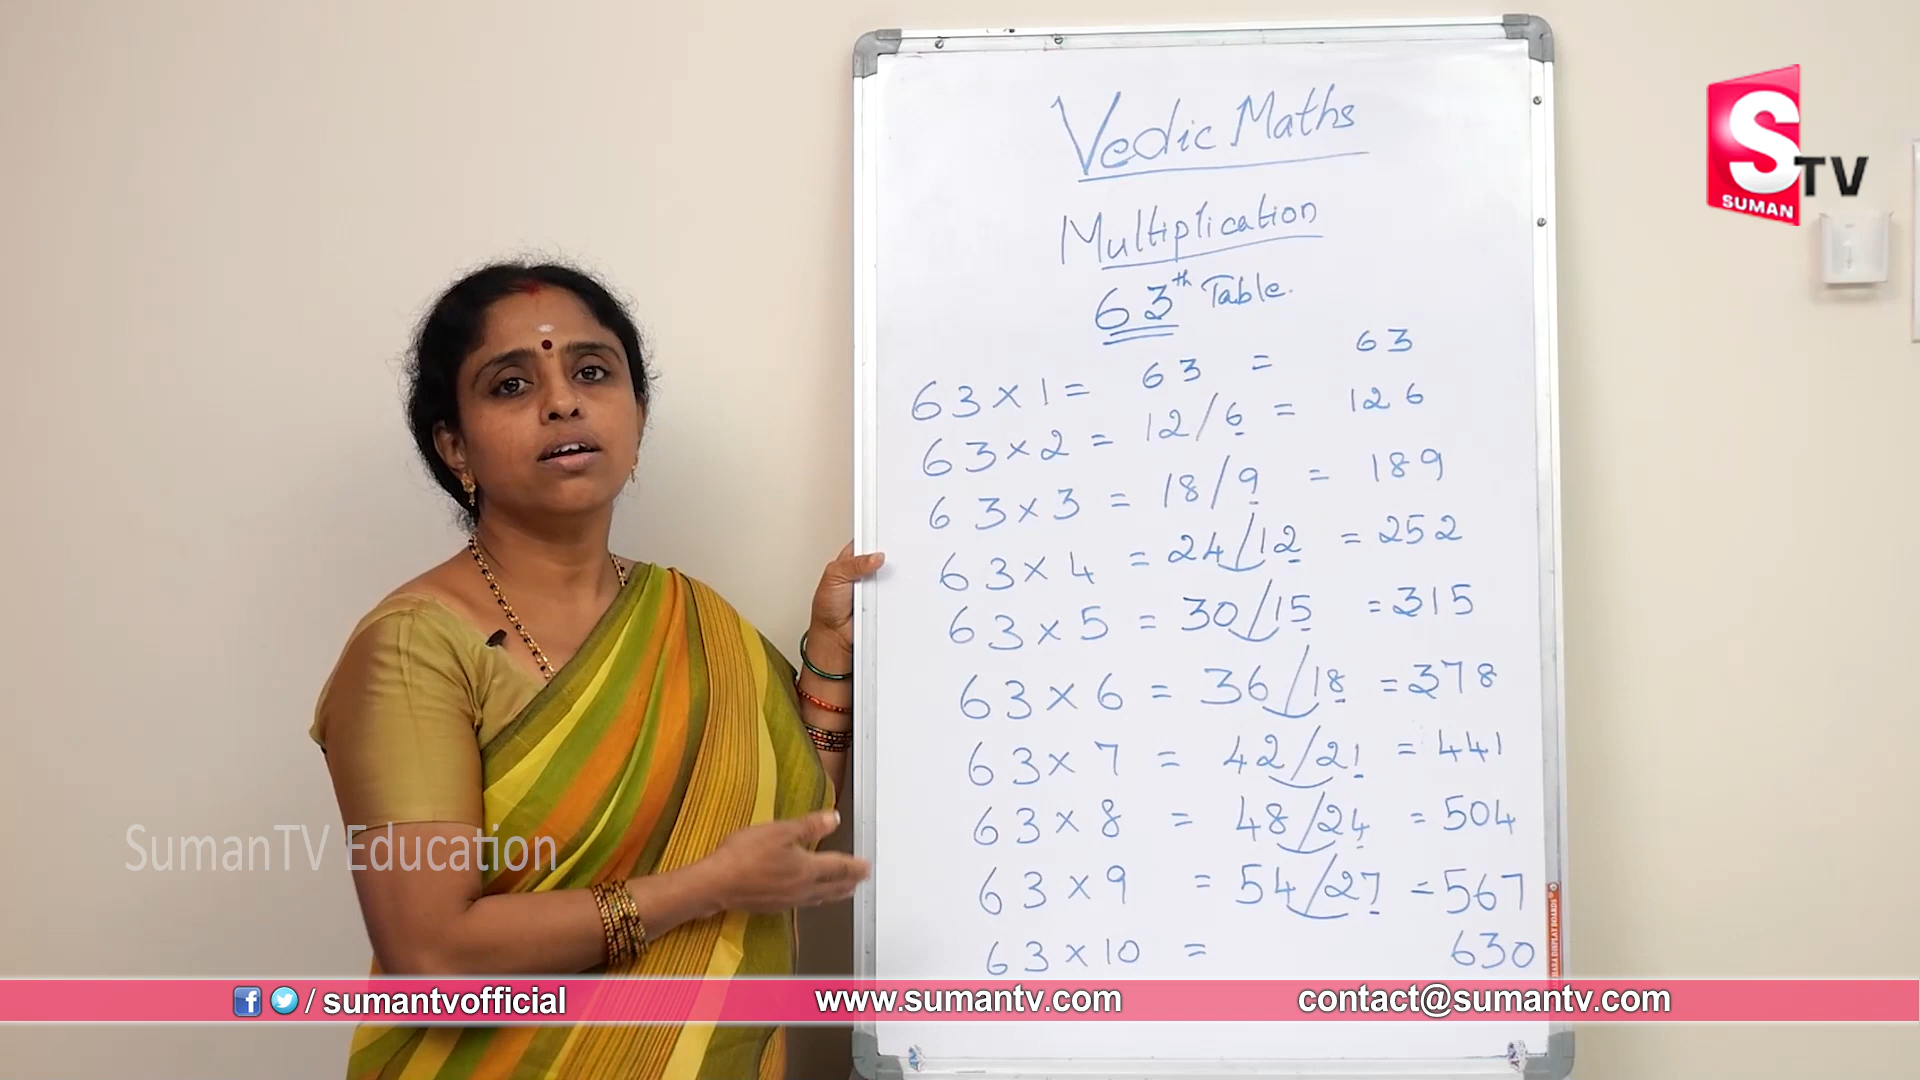 Vedic Maths
Multiplication
63th Table.
63 × 1 = 63 = 63
63 × 2 = 12/6 = 126
63 × 3 = 18/9 = 189
63 × 4 = 24/12 = 252
63 × 5 = 30/15 = 315
63 × 6 = 36/18 = 378
63 × 7 = 42/21 = 441
63 × 8 = 48/24 = 504
63 × 9 = 54/27 = 567
63 × 10 = 630
S TV
SUMAN
SumanTV Education
/ sumantvofficial
www.sumantv.com
contact@sumantv.com